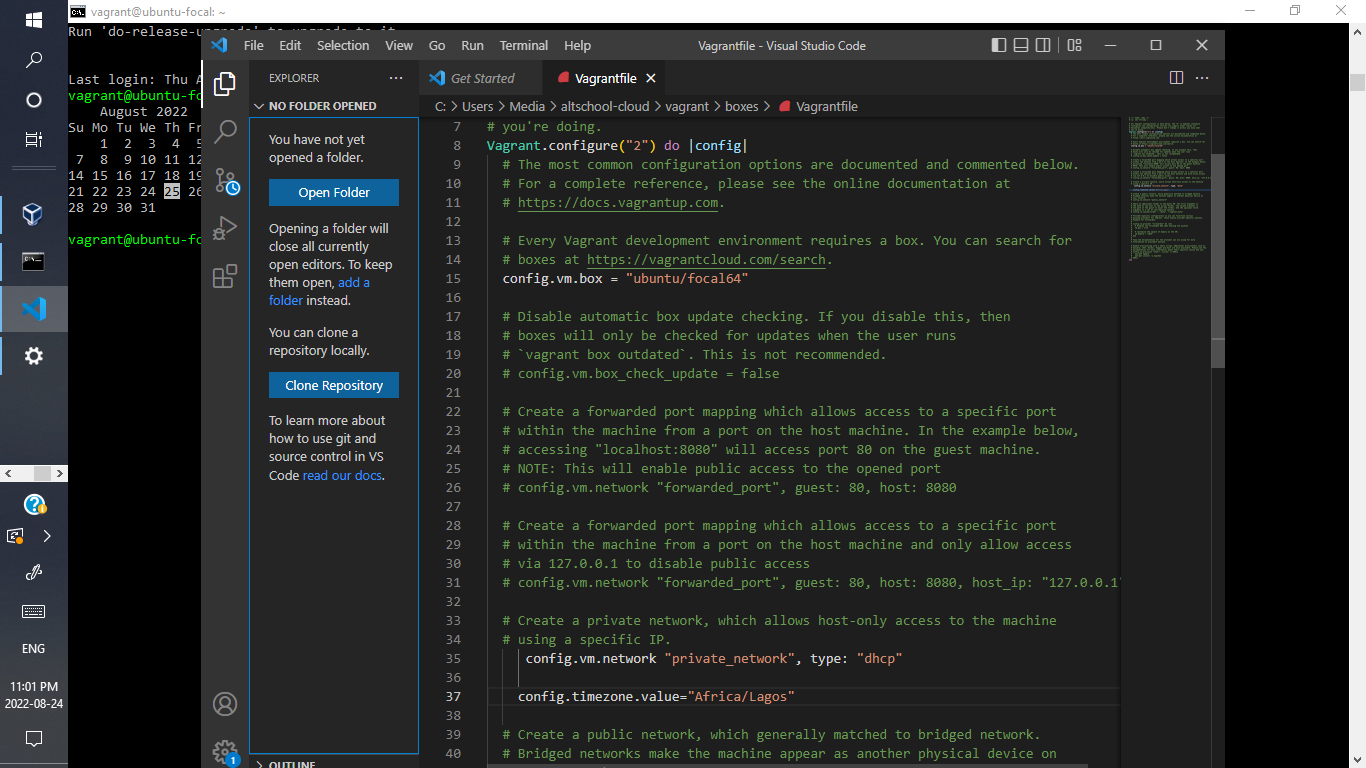 vagrant@ubuntu-focal: ~
Run 'do-release-upgrade' to upgrade to it.
Last login: Thu A
vagrant@ubuntu-fo
August 2022
Su Mo Tu We Th Fr
1 2 3 4 5
7 8 9 10 11 12
14 15 16 17 18 19
21 22 23 24 25 26
28 29 30 31
vagrant@ubuntu-fo
File Edit Selection View Go Run Terminal Help
Vagrantfile - Visual Studio Code
EXPLORER
Get Started
Vagrantfile
NO FOLDER OPENED
C: > Users > Media > altschool-cloud > vagrant > boxes > Vagrantfile
You have not yet
opened a folder.
Open Folder
Opening a folder will
close all currently
open editors. To keep
them open, add a
folder instead.
You can clone a
repository locally.
Clone Repository
To learn more about
how to use git and
source control in VS
Code read our docs.
OUTLINE
7 # you're doing.
8 Vagrant.configure("2") do |config|
9 # The most common configuration options are documented and commented below.
10 # For a complete reference, please see the online documentation at
11 # https://docs.vagrantup.com.
12
13 # Every Vagrant development environment requires a box. You can search for
14 # boxes at https://vagrantcloud.com/search.
15 config.vm.box = "ubuntu/focal64"
16
17 # Disable automatic box update checking. If you disable this, then
18 # boxes will only be checked for updates when the user runs
19 # `vagrant box outdated`. This is not recommended.
20 # config.vm.box_check_update = false
21
22 # Create a forwarded port mapping which allows access to a specific port
23 # within the machine from a port on the host machine. In the example below,
24 # accessing "localhost:8080" will access port 80 on the guest machine.
25 # NOTE: This will enable public access to the opened port
26 # config.vm.network "forwarded_port", guest: 80, host: 8080
27
28 # Create a forwarded port mapping which allows access to a specific port
29 # within the machine from a port on the host machine and only allow access
30 # via 127.0.0.1 to disable public access
31 # config.vm.network "forwarded_port", guest: 80, host: 8080, host_ip: "127.0.0.1"
32
33 # Create a private network, which allows host-only access to the machine
34 # using a specific IP.
35 config.vm.network "private_network", type: "dhcp"
36
37 config.timezone.value="Africa/Lagos"
38
39 # Create a public network, which generally matched to bridged network.
40 # Bridged networks make the machine appear as another physical device on
1
ENG
11:01 PM
2022-08-24